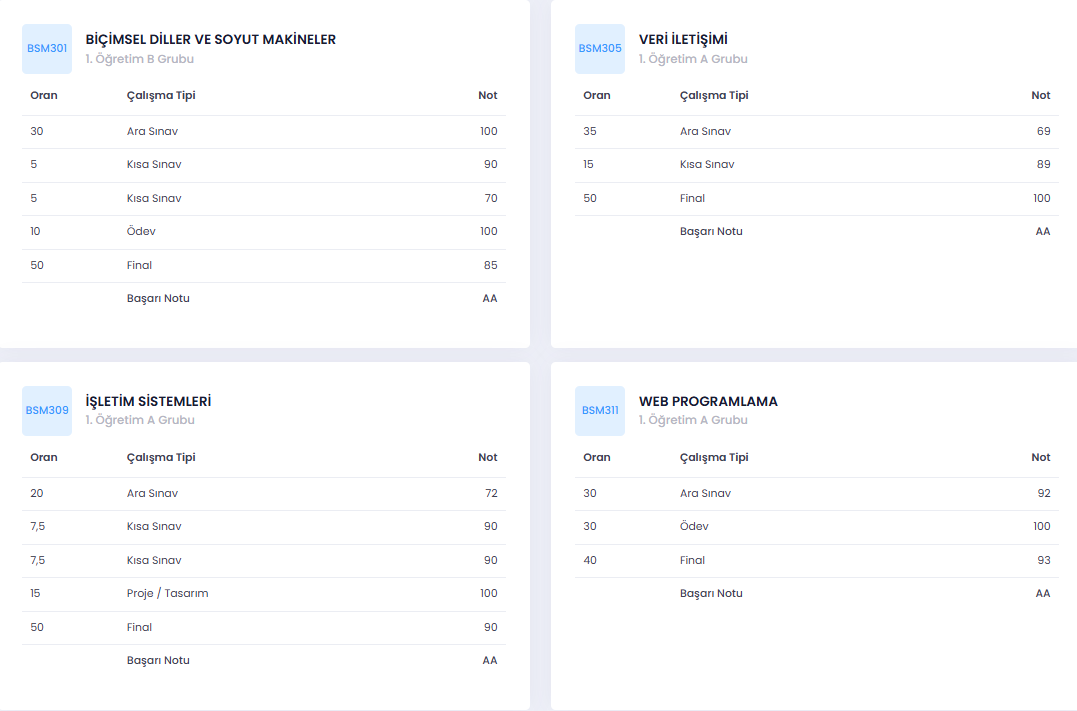 BSM301
BİÇİMSEL DİLLER VE SOYUT MAKİNELER
1. Öğretim B Grubu
Oran Çalışma Tipi Not
30 Ara Sınav 100
5 Kısa Sınav 90
5 Kısa Sınav 70
10 Ödev 100
50 Final 85
Başarı Notu AA
BSM305
VERİ İLETİŞİMİ
1. Öğretim A Grubu
Oran Çalışma Tipi Not
35 Ara Sınav 69
15 Kısa Sınav 89
50 Final 100
Başarı Notu AA
BSM309
İŞLETİM SİSTEMLERİ
1. Öğretim A Grubu
Oran Çalışma Tipi Not
20 Ara Sınav 72
7,5 Kısa Sınav 90
7,5 Kısa Sınav 90
15 Proje / Tasarım 100
50 Final 90
Başarı Notu AA
BSM311
WEB PROGRAMLAMA
1. Öğretim A Grubu
Oran Çalışma Tipi Not
30 Ara Sınav 92
30 Ödev 100
40 Final 93
Başarı Notu AA